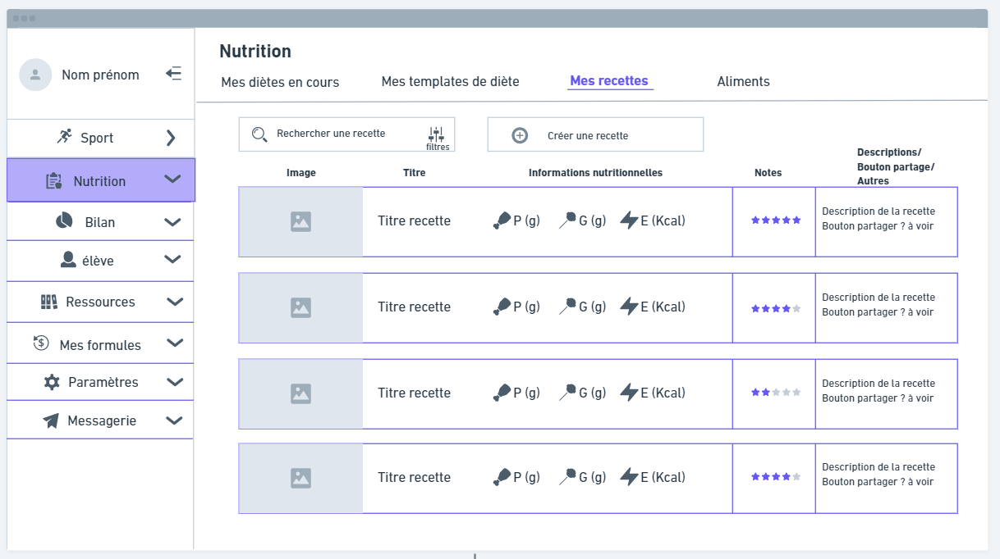 Nom prénom
Sport
Nutrition
Bilan
élève
Ressources
Mes formules
Paramètres
Messagerie
Nutrition
Mes diètes en cours
Mes templates de diète
Mes recettes
Aliments
Rechercher une recette
filtres
Créer une recette
Image
Titre
Informations nutritionnelles
Notes
Descriptions/
Bouton partage/
Autres
Titre recette
P (g)
G (g)
E (Kcal)
Description de la recette
Bouton partager ? à voir
Titre recette
P (g)
G (g)
E (Kcal)
Description de la recette
Bouton partager ? à voir
Titre recette
P (g)
G (g)
E (Kcal)
Description de la recette
Bouton partager ? à voir
Titre recette
P (g)
G (g)
E (Kcal)
Description de la recette
Bouton partager ? à voir